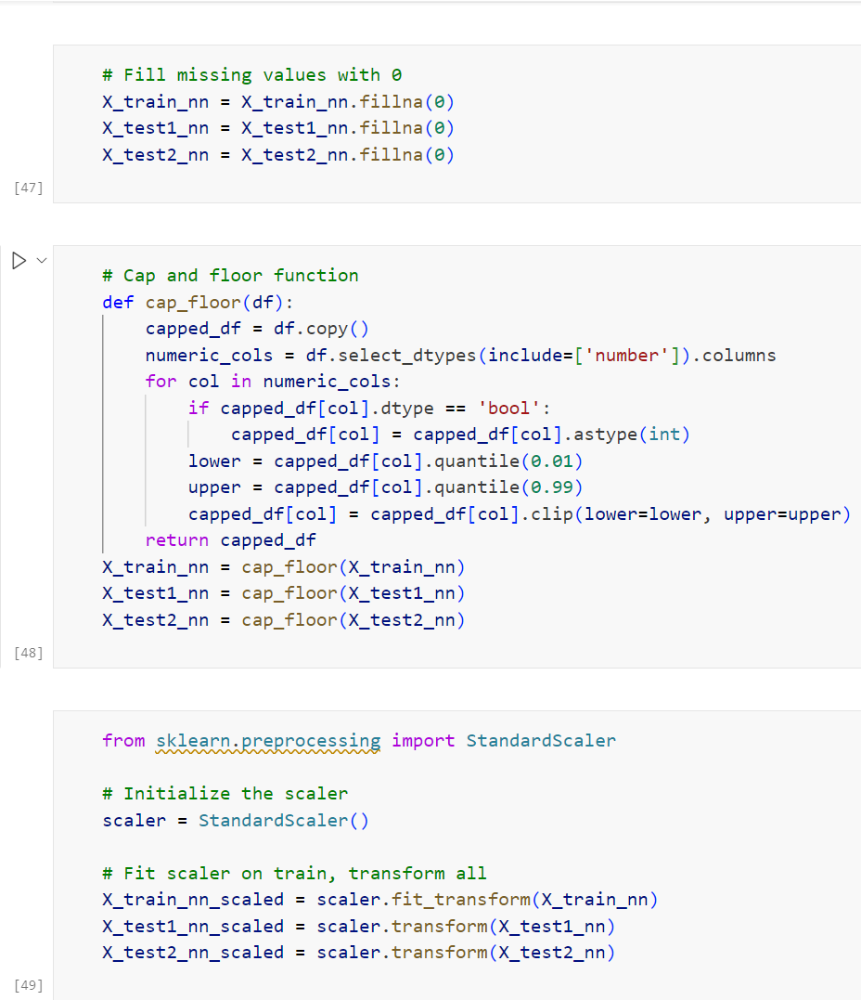 # Fill missing values with 0
X_train_nn = X_train_nn.fillna(0)
X_test1_nn = X_test1_nn.fillna(0)
X_test2_nn = X_test2_nn.fillna(0)
[47]
# Cap and floor function
def cap_floor(df):
    capped_df = df.copy()
    numeric_cols = df.select_dtypes(include=['number']).columns
    for col in numeric_cols:
        if capped_df[col].dtype == 'bool':
            capped_df[col] = capped_df[col].astype(int)
        lower = capped_df[col].quantile(0.01)
        upper = capped_df[col].quantile(0.99)
        capped_df[col] = capped_df[col].clip(lower=lower, upper=upper)
    return capped_df
X_train_nn = cap_floor(X_train_nn)
X_test1_nn = cap_floor(X_test1_nn)
X_test2_nn = cap_floor(X_test2_nn)
[48]
from sklearn.preprocessing import StandardScaler
# Initialize the scaler
scaler = StandardScaler()
# Fit scaler on train, transform all
X_train_nn_scaled = scaler.fit_transform(X_train_nn)
X_test1_nn_scaled = scaler.transform(X_test1_nn)
X_test2_nn_scaled = scaler.transform(X_test2_nn)
[49]